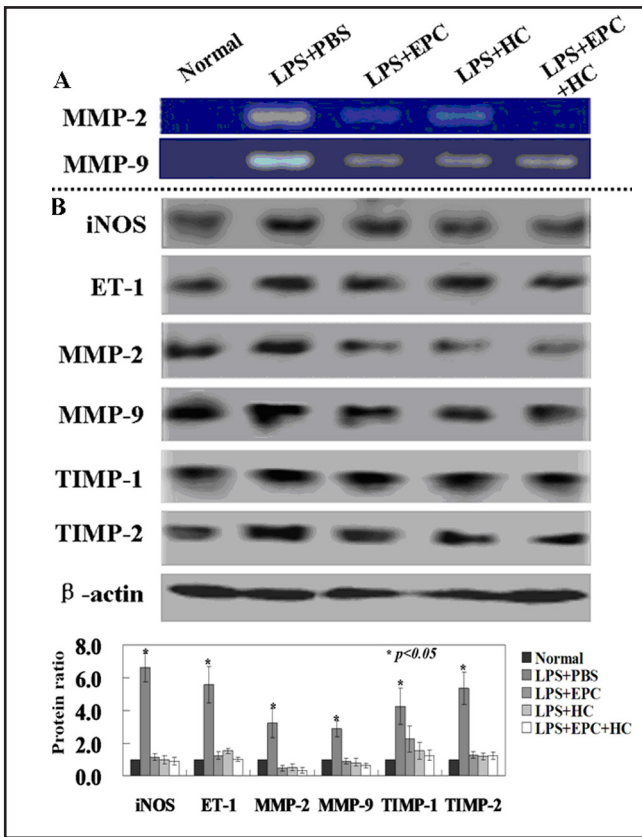 A
Normal
LPS+PBS
LPS+EPC
LPS+HC
LPS+EPC
+HC
MMP-2
MMP-9
B
iNOS
ET-1
MMP-2
MMP-9
TIMP-1
TIMP-2
β-actin
Protein ratio
8.0
6.0
4.0
2.0
0.0
* * * * * *
* p<0.05
Normal
LPS+PBS
LPS+EPC
LPS+HC
LPS+EPC+HC
iNOS ET-1 MMP-2 MMP-9 TIMP-1 TIMP-2